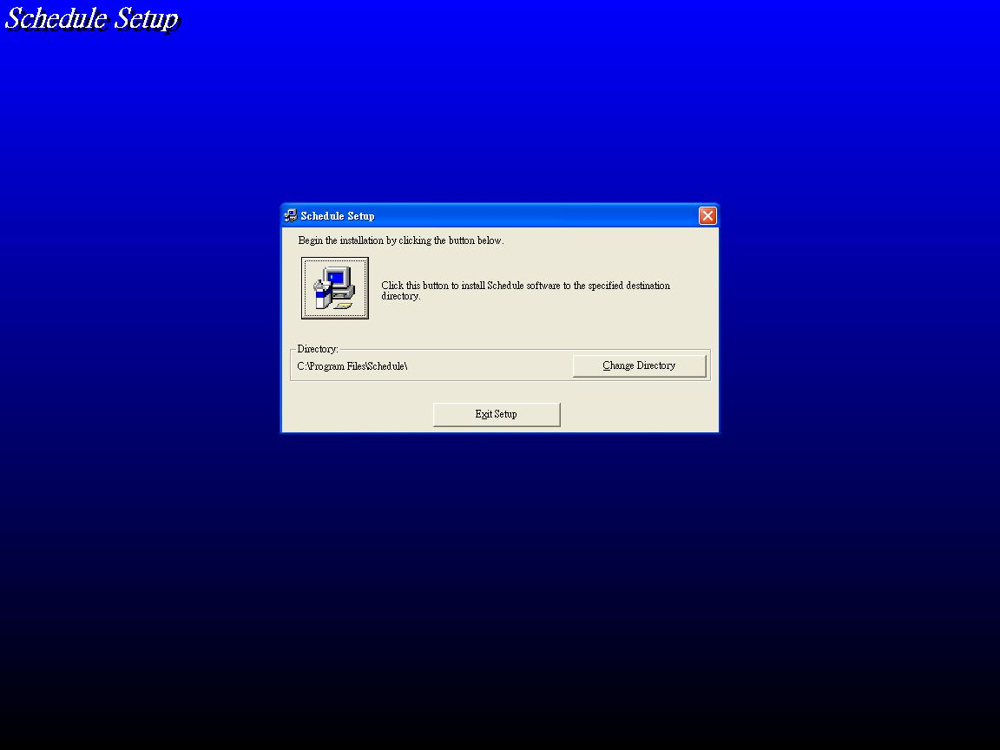 Schedule Setup
Schedule Setup
Begin the installation by clicking the button below.
Click this button to install Schedule software to the specified destination
directory.
Directory:
C:\Program Files\Schedule\
Change Directory
Exit Setup